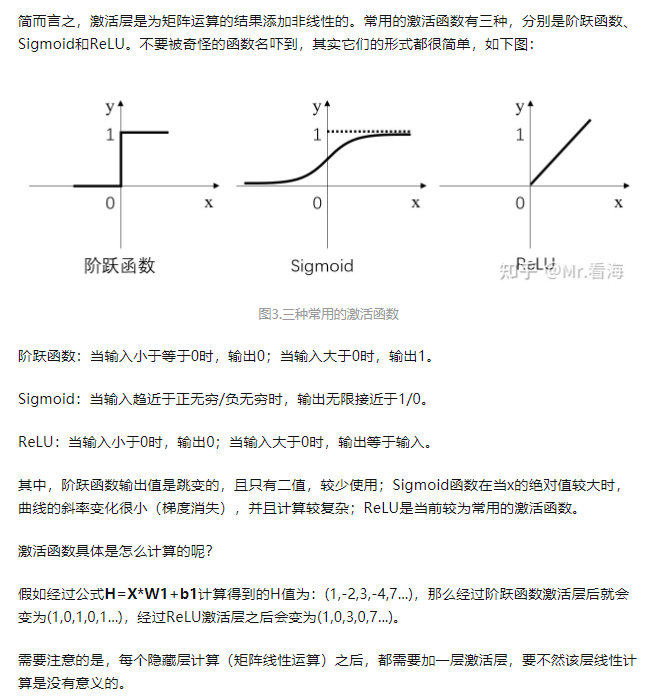 简而言之，激活层是为矩阵运算的结果添加非线性的。常用的激活函数有三种，分别是阶跃函数、
Sigmoid和ReLU。不要被奇怪的函数名吓到，其实它们的形式都很简单，如下图：
y
1
0
x
阶跃函数
y
1
0
x
Sigmoid
y
1
0
x
ReLU
知乎 @Mr.看海
图3.三种常用的激活函数
阶跃函数：当输入小于等于0时，输出0；当输入大于0时，输出1。
Sigmoid：当输入趋近于正无穷/负无穷时，输出无限接近于1/0。
ReLU：当输入小于0时，输出0；当输入大于0时，输出等于输入。
其中，阶跃函数输出值是跳变的，且只有二值，较少使用；Sigmoid函数在当x的绝对值较大时，
曲线的斜率变化很小（梯度消失），并且计算较复杂；ReLU是当前较为常用的激活函数。
激活函数具体是怎么计算的呢？
假如经过公式H=X*W1+b1计算得到的H值为：(1,-2,3,-4,7...)，那么经过阶跃函数激活层后就会
变为(1,0,1,0,1...)，经过ReLU激活层之后会变为(1,0,3,0,7...)。
需要注意的是，每个隐藏层计算（矩阵线性运算）之后，都需要加一层激活层，要不然该层线性计
算是没有意义的。